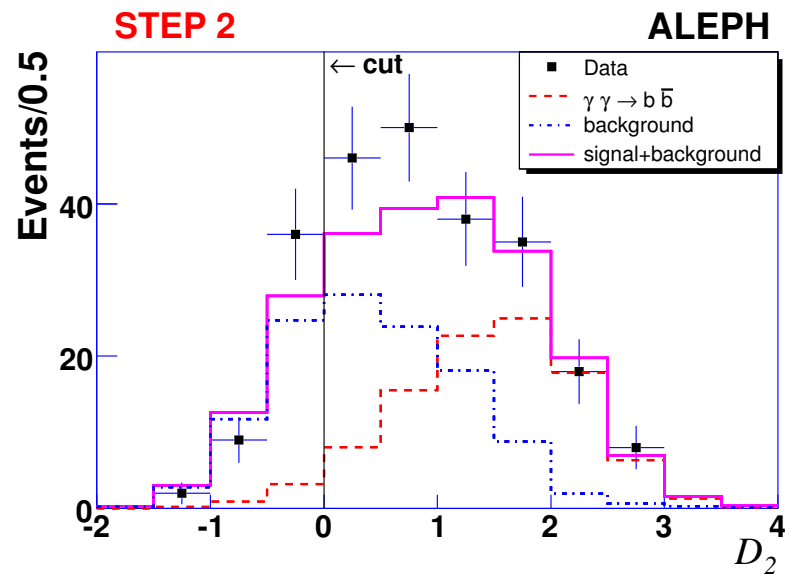 STEP 2 ALEPH
← cut
Data
γ γ → b b̅
background
signal+background
Events/0.5
40
20
0
-2 -1 0 1 2 3 4
D₂